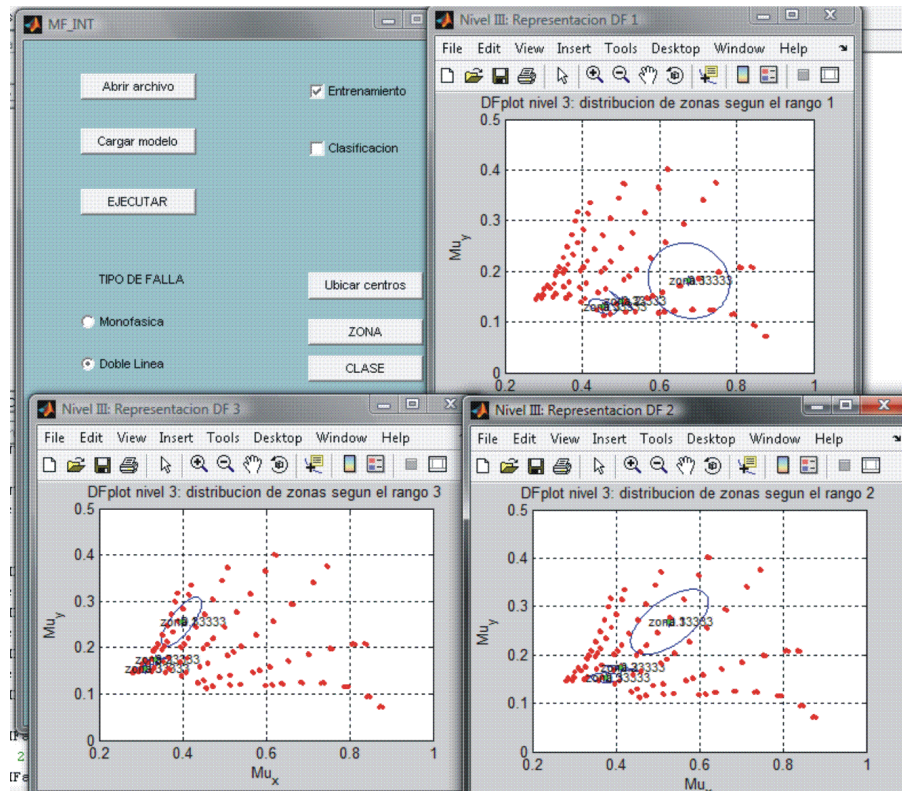 MF_INT
Abrir archivo
Cargar modelo
EJECUTAR
Entrenamiento
Clasificacion
TIPO DE FALLA
Monofasica
Doble Linea
Ubicar centros
ZONA
CLASE
Nivel III: Representacion DF 1
File Edit View Insert Tools Desktop Window Help
DFplot nivel 3: distribucion de zonas segun el rango 1
0.5
0.4
0.3
0.2
0.1
0
Mu_y
0.2 0.4 0.6 0.8 1
Nivel III: Representacion DF 3
File Edit View Insert Tools Desktop Window Help
DFplot nivel 3: distribucion de zonas segun el rango 3
0.5
0.4
0.3
0.2
0.1
0
Mu_y
0.2 0.4 0.6 0.8 1
Mu_x
Nivel III: Representacion DF 2
File Edit View Insert Tools Desktop Window Help
DFplot nivel 3: distribucion de zonas segun el rango 2
0.5
0.4
0.3
0.2
0.1
0
Mu_y
0.2 0.4 0.6 0.8 1
Mu_x
2